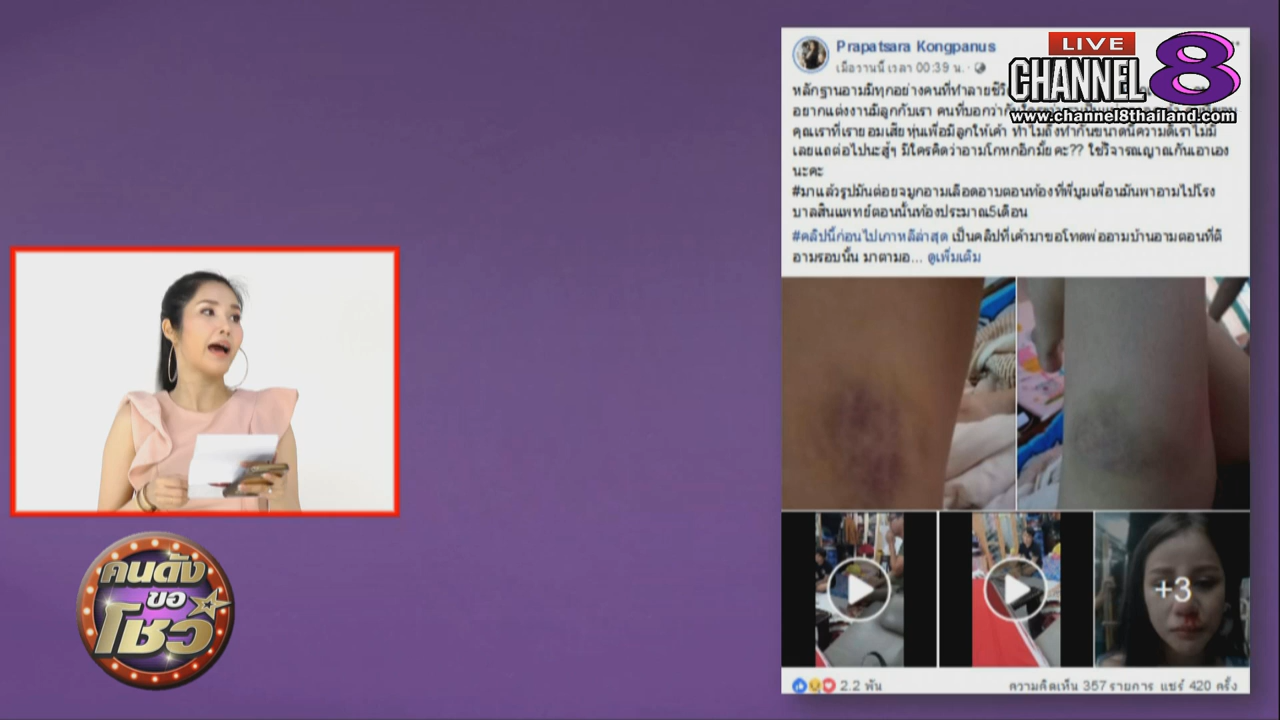 Prapatsara Kongpanus
เมื่อวานนี้ เวลา 00:39 น.
LIVE
CHANNEL 8
www.channel8thailand.com
หลักฐานอามมีทุกอย่างคนที่ทำลายชีวิ
อยากแต่งงานมีลูกกับเรา คนที่บอกว่า
คุณเราที่เรายอมเสียหุ่นเพื่อมีลูกให้เค้า ทำไมถึงทำกันขนาดนี้ความดีเราไม่มี
เลยแถต่อไปนะสู้ๆ มีใครคิดว่าอามโกหกอีกมั้ยคะ?? ใช้วิจารณญาณกันเอาเอง
นะคะ
#มาแล้วรูปมันต่อยจมูกอามเลือดอาบตอนท้องที่พี่บูมเพื่อนมันพาอามไปโรง
บาลสินแพทย์ตอนนั้นท้องประมาณ5เดือน
#คลิปนี้ก่อนไปเกาหลีล่าสุด เป็นคลิปที่เค้ามาขอโทดพ่ออามบ้านอามตอนที่ตี
อามรอบนั้น มาตามอ... ดูเพิ่มเติม
+3
2.2 พัน
ความคิดเห็น 357 รายการ แชร์ 420 ครั้ง
คนดัง
ขอ
โชว์